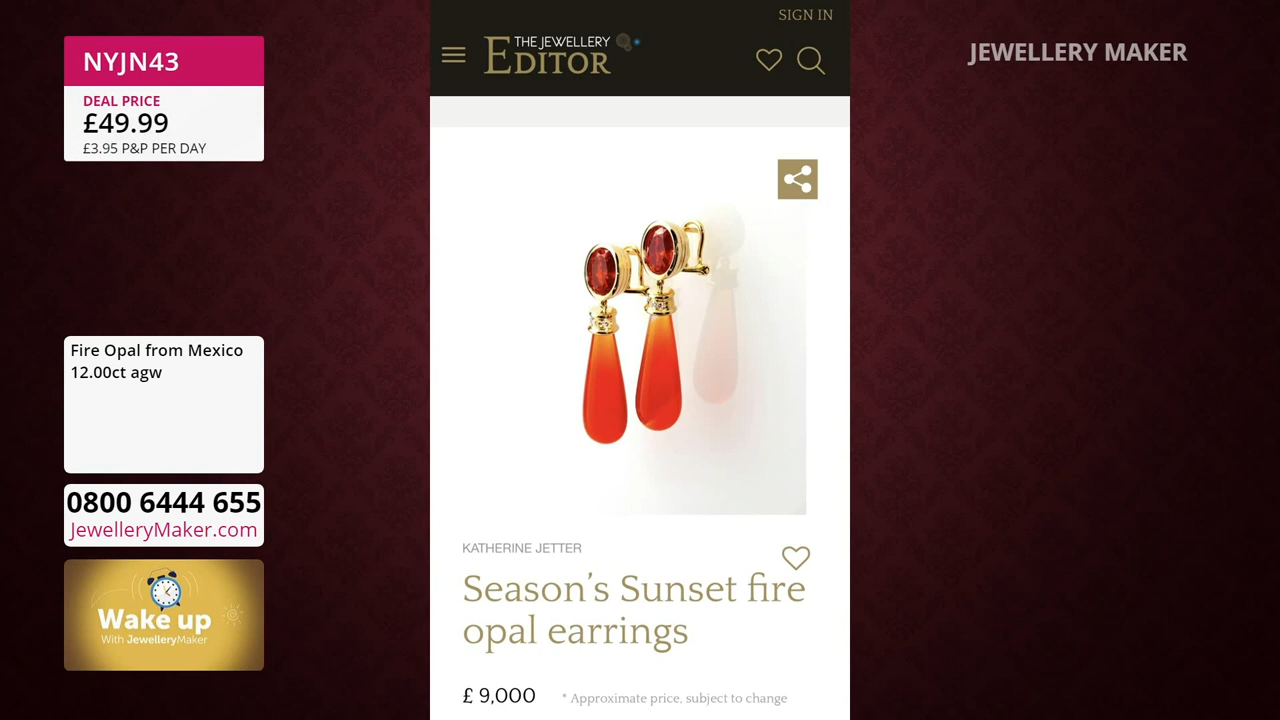 NYJN43
DEAL PRICE
£49.99
£3.95 P&P PER DAY
Fire Opal from Mexico
12.00ct agw
0800 6444 655
JewelleryMaker.com
Wake up
With JewelleryMaker
SIGN IN
THE JEWELLERY
EDITOR
KATHERINE JETTER
Season’s Sunset fire
opal earrings
£ 9,000 * Approximate price, subject to change
JEWELLERY MAKER